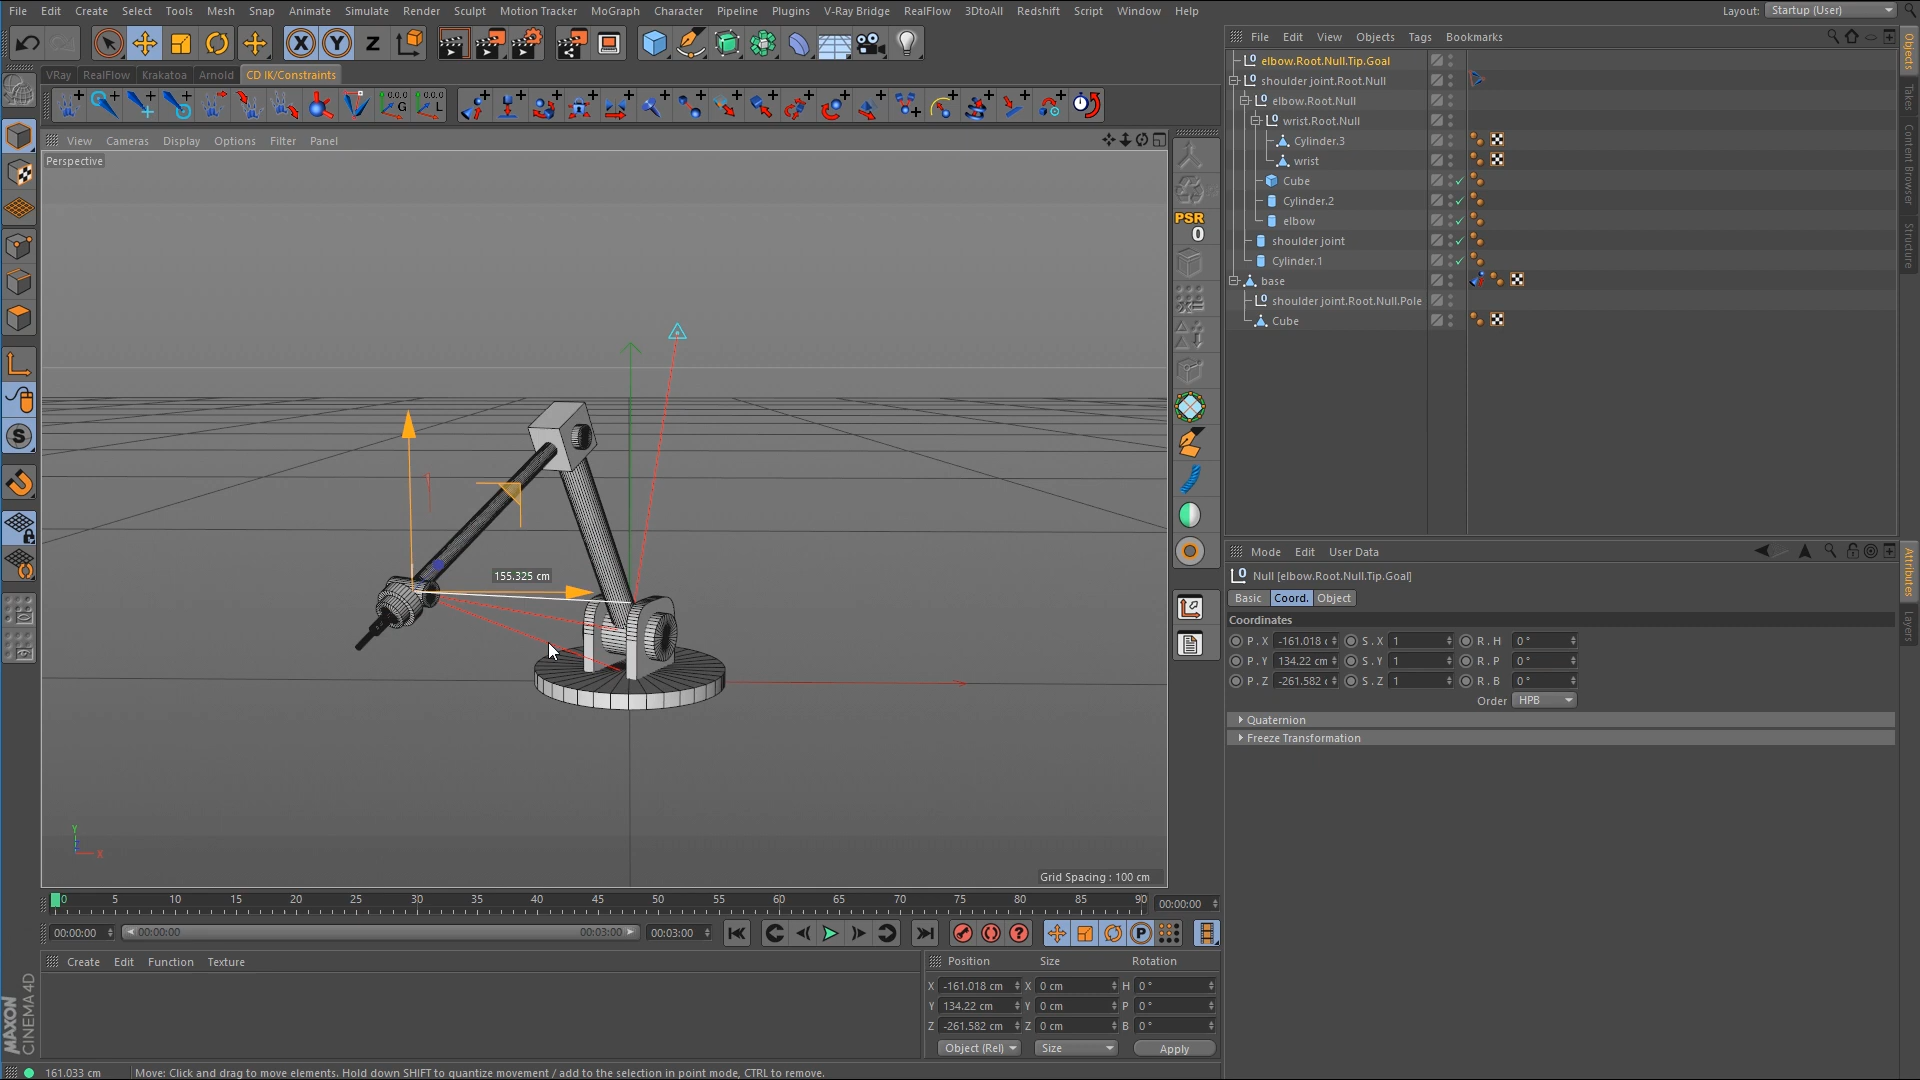 File Edit Create Select Tools Mesh Snap Animate Simulate Render Sculpt Motion Tracker MoGraph Character Pipeline Plugins V-Ray Bridge RealFlow 3DtoAll Redshift Script Window Help Layout: Startup (User)
File Edit View Objects Tags Bookmarks
elbow.Root.Null.Tip.Goal
shoulder joint.Root.Null
elbow.Root.Null
wrist.Root.Null
Cylinder.3
wrist
Cube
Cylinder.2
elbow
shoulder joint
Cylinder.1
base
shoulder joint.Root.Null.Pole
Cube
Objects
Takes
Content Browser
Structure
VRay RealFlow Krakatoa Arnold CD IK/Constraints
View Cameras Display Options Filter Panel
Perspective
PSR
0
155.325 cm
Y
X
Grid Spacing : 100 cm
Mode Edit User Data
Null [elbow.Root.Null.Tip.Goal]
Basic Coord. Object
Coordinates
P . X -161.018 c S . X 1 R . H 0 °
P . Y 134.22 cm S . Y 1 R . P 0 °
P . Z -261.582 c S . Z 1 R . B 0 °
Order HPB
Quaternion
Freeze Transformation
Attributes
Layers
0 5 10 15 20 25 30 35 40 45 50 55 60 65 70 75 80 85 90 00:00:00
00:00:00 00:00:00 00:03:00 00:03:00
Create Edit Function Texture
Position Size Rotation
X -161.018 cm X 0 cm H 0 °
Y 134.22 cm Y 0 cm P 0 °
Z -261.582 cm Z 0 cm B 0 °
Object (Rel) Size Apply
MAXON
CINEMA 4D
161.033 cm Move: Click and drag to move elements. Hold down SHIFT to quantize movement / add to the selection in point mode, CTRL to remove.